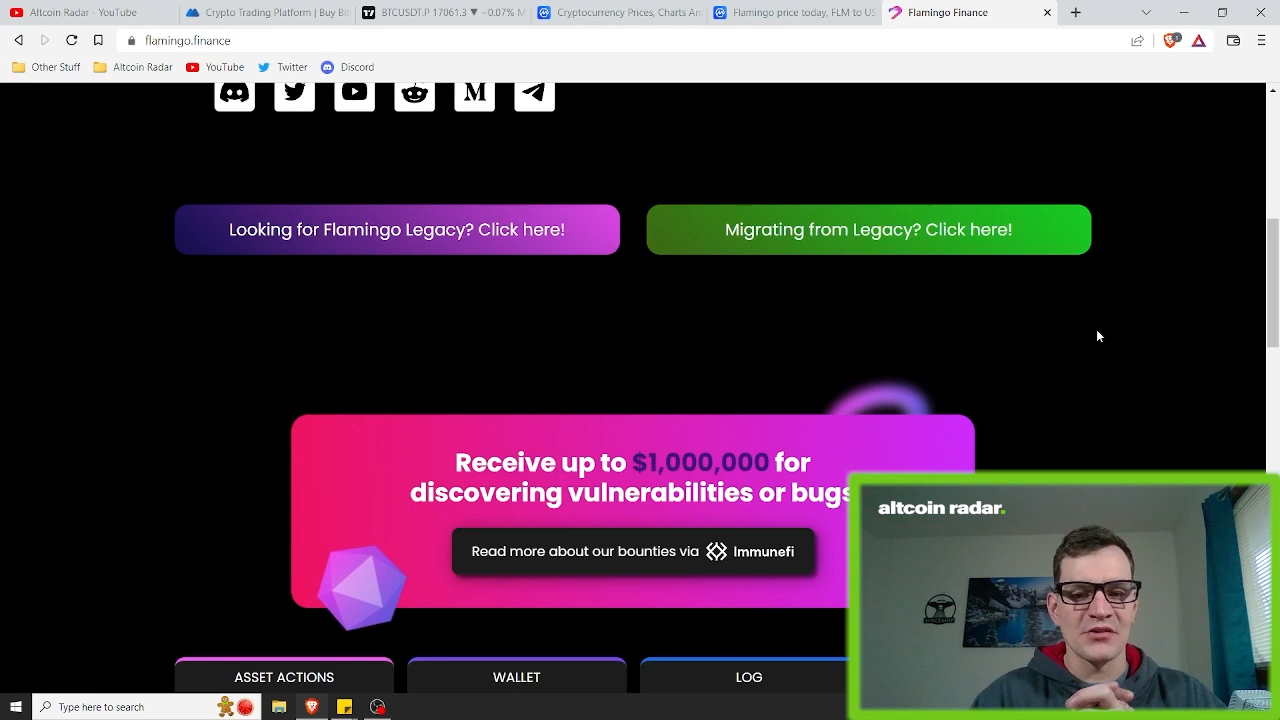 Altcoin Radar - YouTube
Crypto Trading Platform | Buy Bit
BTCUSDT.P 17061.3 ▼ −0.07% M
Cryptocurrency Prices, Charts An
Flamingo price today, FLM to US
Flamingo Finance
flamingo.finance
1
Other Stuff
Altcoin Radar
YouTube
Twitter
Discord
M
Looking for Flamingo Legacy? Click here!
Migrating from Legacy? Click here!
Receive up to $1,000,000 for
discovering vulnerabilities or bugs
Read more about our bounties via Immunefi
altcoin radar.
ASSET ACTIONS
WALLET
LOG
Type here to search